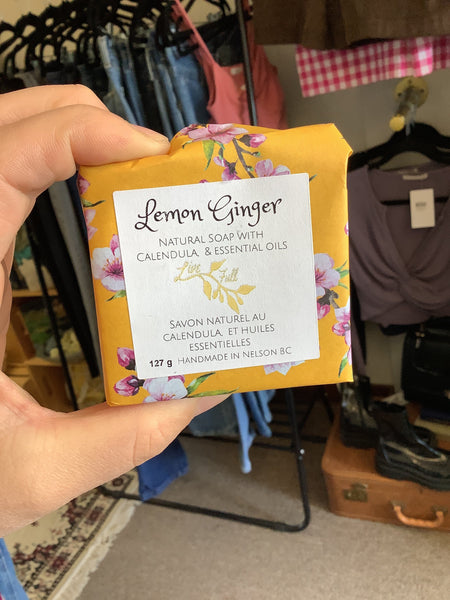 Lemon Ginger
Natural Soap with
Calendula & essential oils
Live Full
Savon naturel au
calendula, et huiles
essentielles
127 g Handmade in Nelson BC